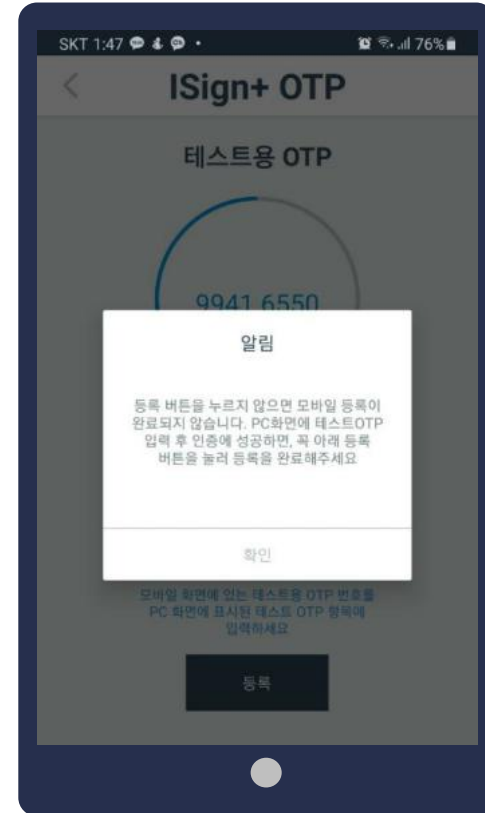 SKT 1:47
76%
ISign+ OTP
테스트용 OTP
9941 6550
알림
등록 버튼을 누르지 않으면 모바일 등록이
완료되지 않습니다. PC화면에 테스트OTP
입력 후 인증에 성공하면, 꼭 아래 등록
버튼을 눌러 등록을 완료해주세요
확인
모바일 화면에 있는 테스트용 OTP 번호를
PC 화면에 표시된 테스트 OTP 항목에
입력하세요
등록